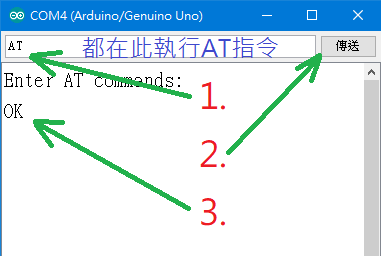 COM4 (Arduino/Genuino Uno)
AT 都在此執行AT指令 傳送
Enter AT commands:
1.
OK
2.
3.